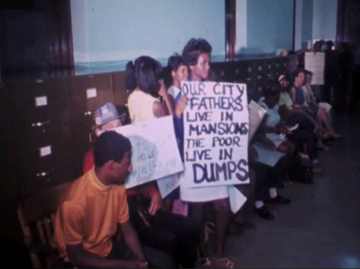 OUR CITY
FATHERS
LIVE IN
MANSIONS
THE POOR
LIVE IN
DUMPS